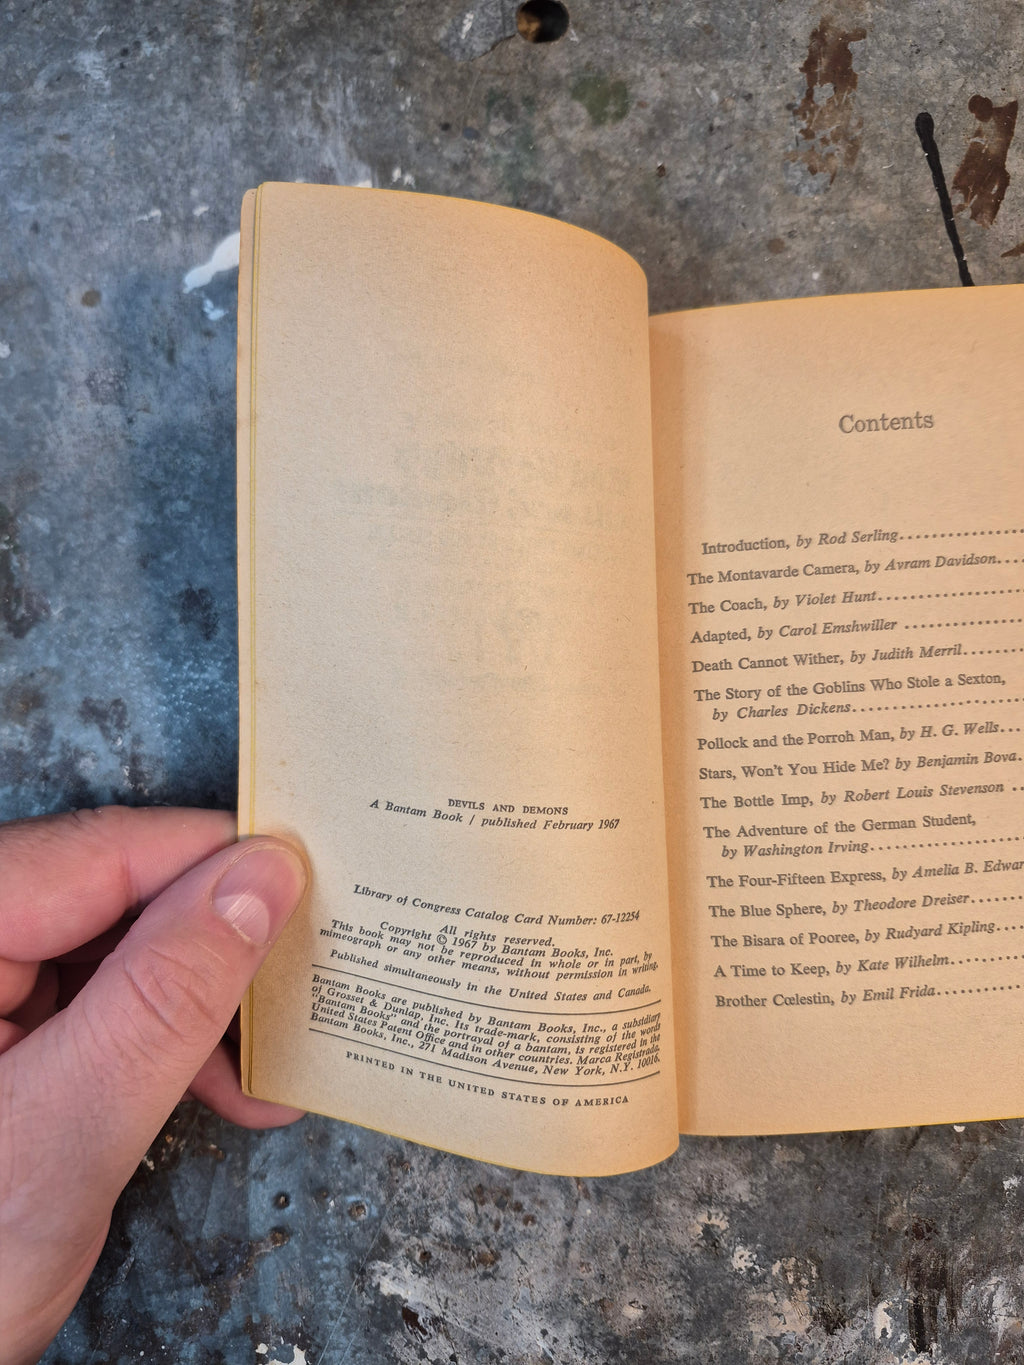 DEVILS AND DEMONS
A Bantam Book / published February 1967
Library of Congress Catalog Card Number: 67-12254
All rights reserved.
Copyright © 1967 by Bantam Books, Inc.
This book may not be reproduced in whole or in part, by
mimeograph or any other means, without permission in writing.
Published simultaneously in the United States and Canada.
Bantam Books are published by Bantam Books, Inc., a subsidiary
of Grosset & Dunlap, Inc. Its trade-mark, consisting of the words
"Bantam Books" and the portrayal of a bantam, is registered in the
United States Patent Office and in other countries. Marca Registrada.
Bantam Books, Inc., 271 Madison Avenue, New York, N.Y. 10016.
PRINTED IN THE UNITED STATES OF AMERICA
Contents
Introduction, by Rod Serling
The Montavarde Camera, by Avram Davidson
The Coach, by Violet Hunt
Adapted, by Carol Emshwiller
Death Cannot Wither, by Judith Merril
The Story of the Goblins Who Stole a Sexton,
by Charles Dickens
Pollock and the Porroh Man, by H. G. Wells
Stars, Won't You Hide Me? by Benjamin Bova
The Bottle Imp, by Robert Louis Stevenson
The Adventure of the German Student,
by Washington Irving
The Four-Fifteen Express, by Amelia B. Edwar
The Blue Sphere, by Theodore Dreiser
The Bisara of Pooree, by Rudyard Kipling
A Time to Keep, by Kate Wilhelm
Brother Cœlestin, by Emil Frida